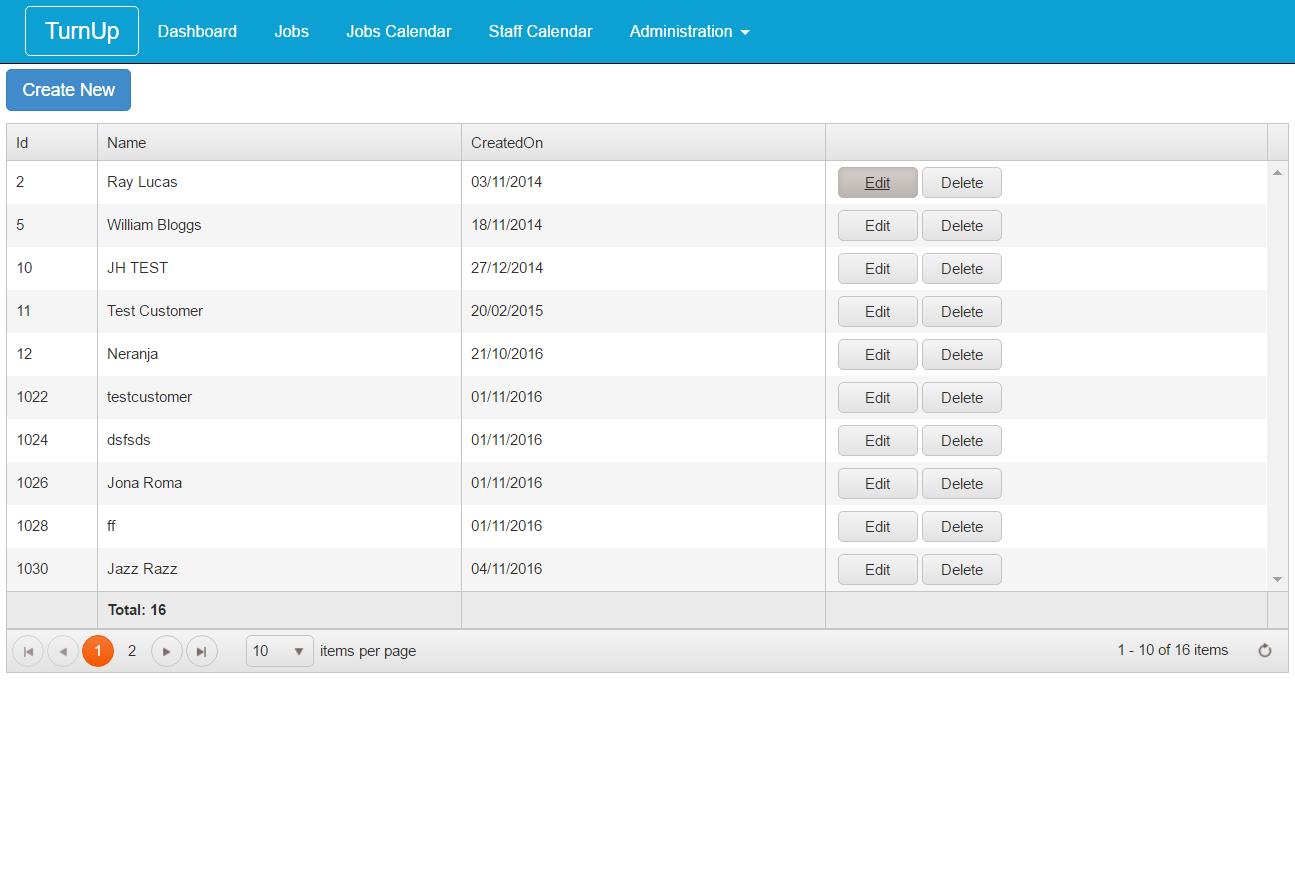 TurnUp Dashboard Jobs Jobs Calendar Staff Calendar Administration
Create New
Id Name CreatedOn
2 Ray Lucas 03/11/2014 Edit Delete
5 William Bloggs 18/11/2014 Edit Delete
10 JH TEST 27/12/2014 Edit Delete
11 Test Customer 20/02/2015 Edit Delete
12 Neranja 21/10/2016 Edit Delete
1022 testcustomer 01/11/2016 Edit Delete
1024 dsfsds 01/11/2016 Edit Delete
1026 Jona Roma 01/11/2016 Edit Delete
1028 ff 01/11/2016 Edit Delete
1030 Jazz Razz 04/11/2016 Edit Delete
Total: 16
1 2 10 items per page 1 - 10 of 16 items